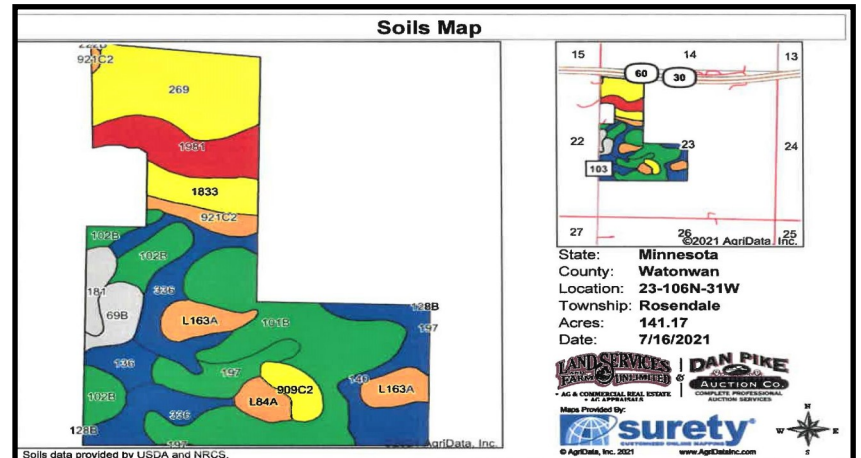 Soils Map
222B
921C2
269
1981
1833
921C2
102B
102B
181
336
69B
L163A
101B
128B
197
136
197
909C2
140
L163A
102B
L84A
336
128B
197
©2021 AgriData, Inc.
Soils data provided by USDA and NRCS.
15 14 13
60 30
22 23 24
103
27 26 25
©2021 AgriData, Inc.
State: Minnesota
County: Watonwan
Location: 23-106N-31W
Township: Rosendale
Acres: 141.17
Date: 7/16/2021
LAND SERVICES
FARM UNLIMITED
• AG & COMMERCIAL REAL ESTATE
• AG APPRAISALS
&
DAN PIKE
AUCTION CO.
COMPLETE PROFESSIONAL
AUCTION SERVICES
Maps Provided By:
surety®
CUSTOMIZED ONLINE MAPPING
© AgriData, Inc. 2021 www.AgriDataInc.com
N
W E
S